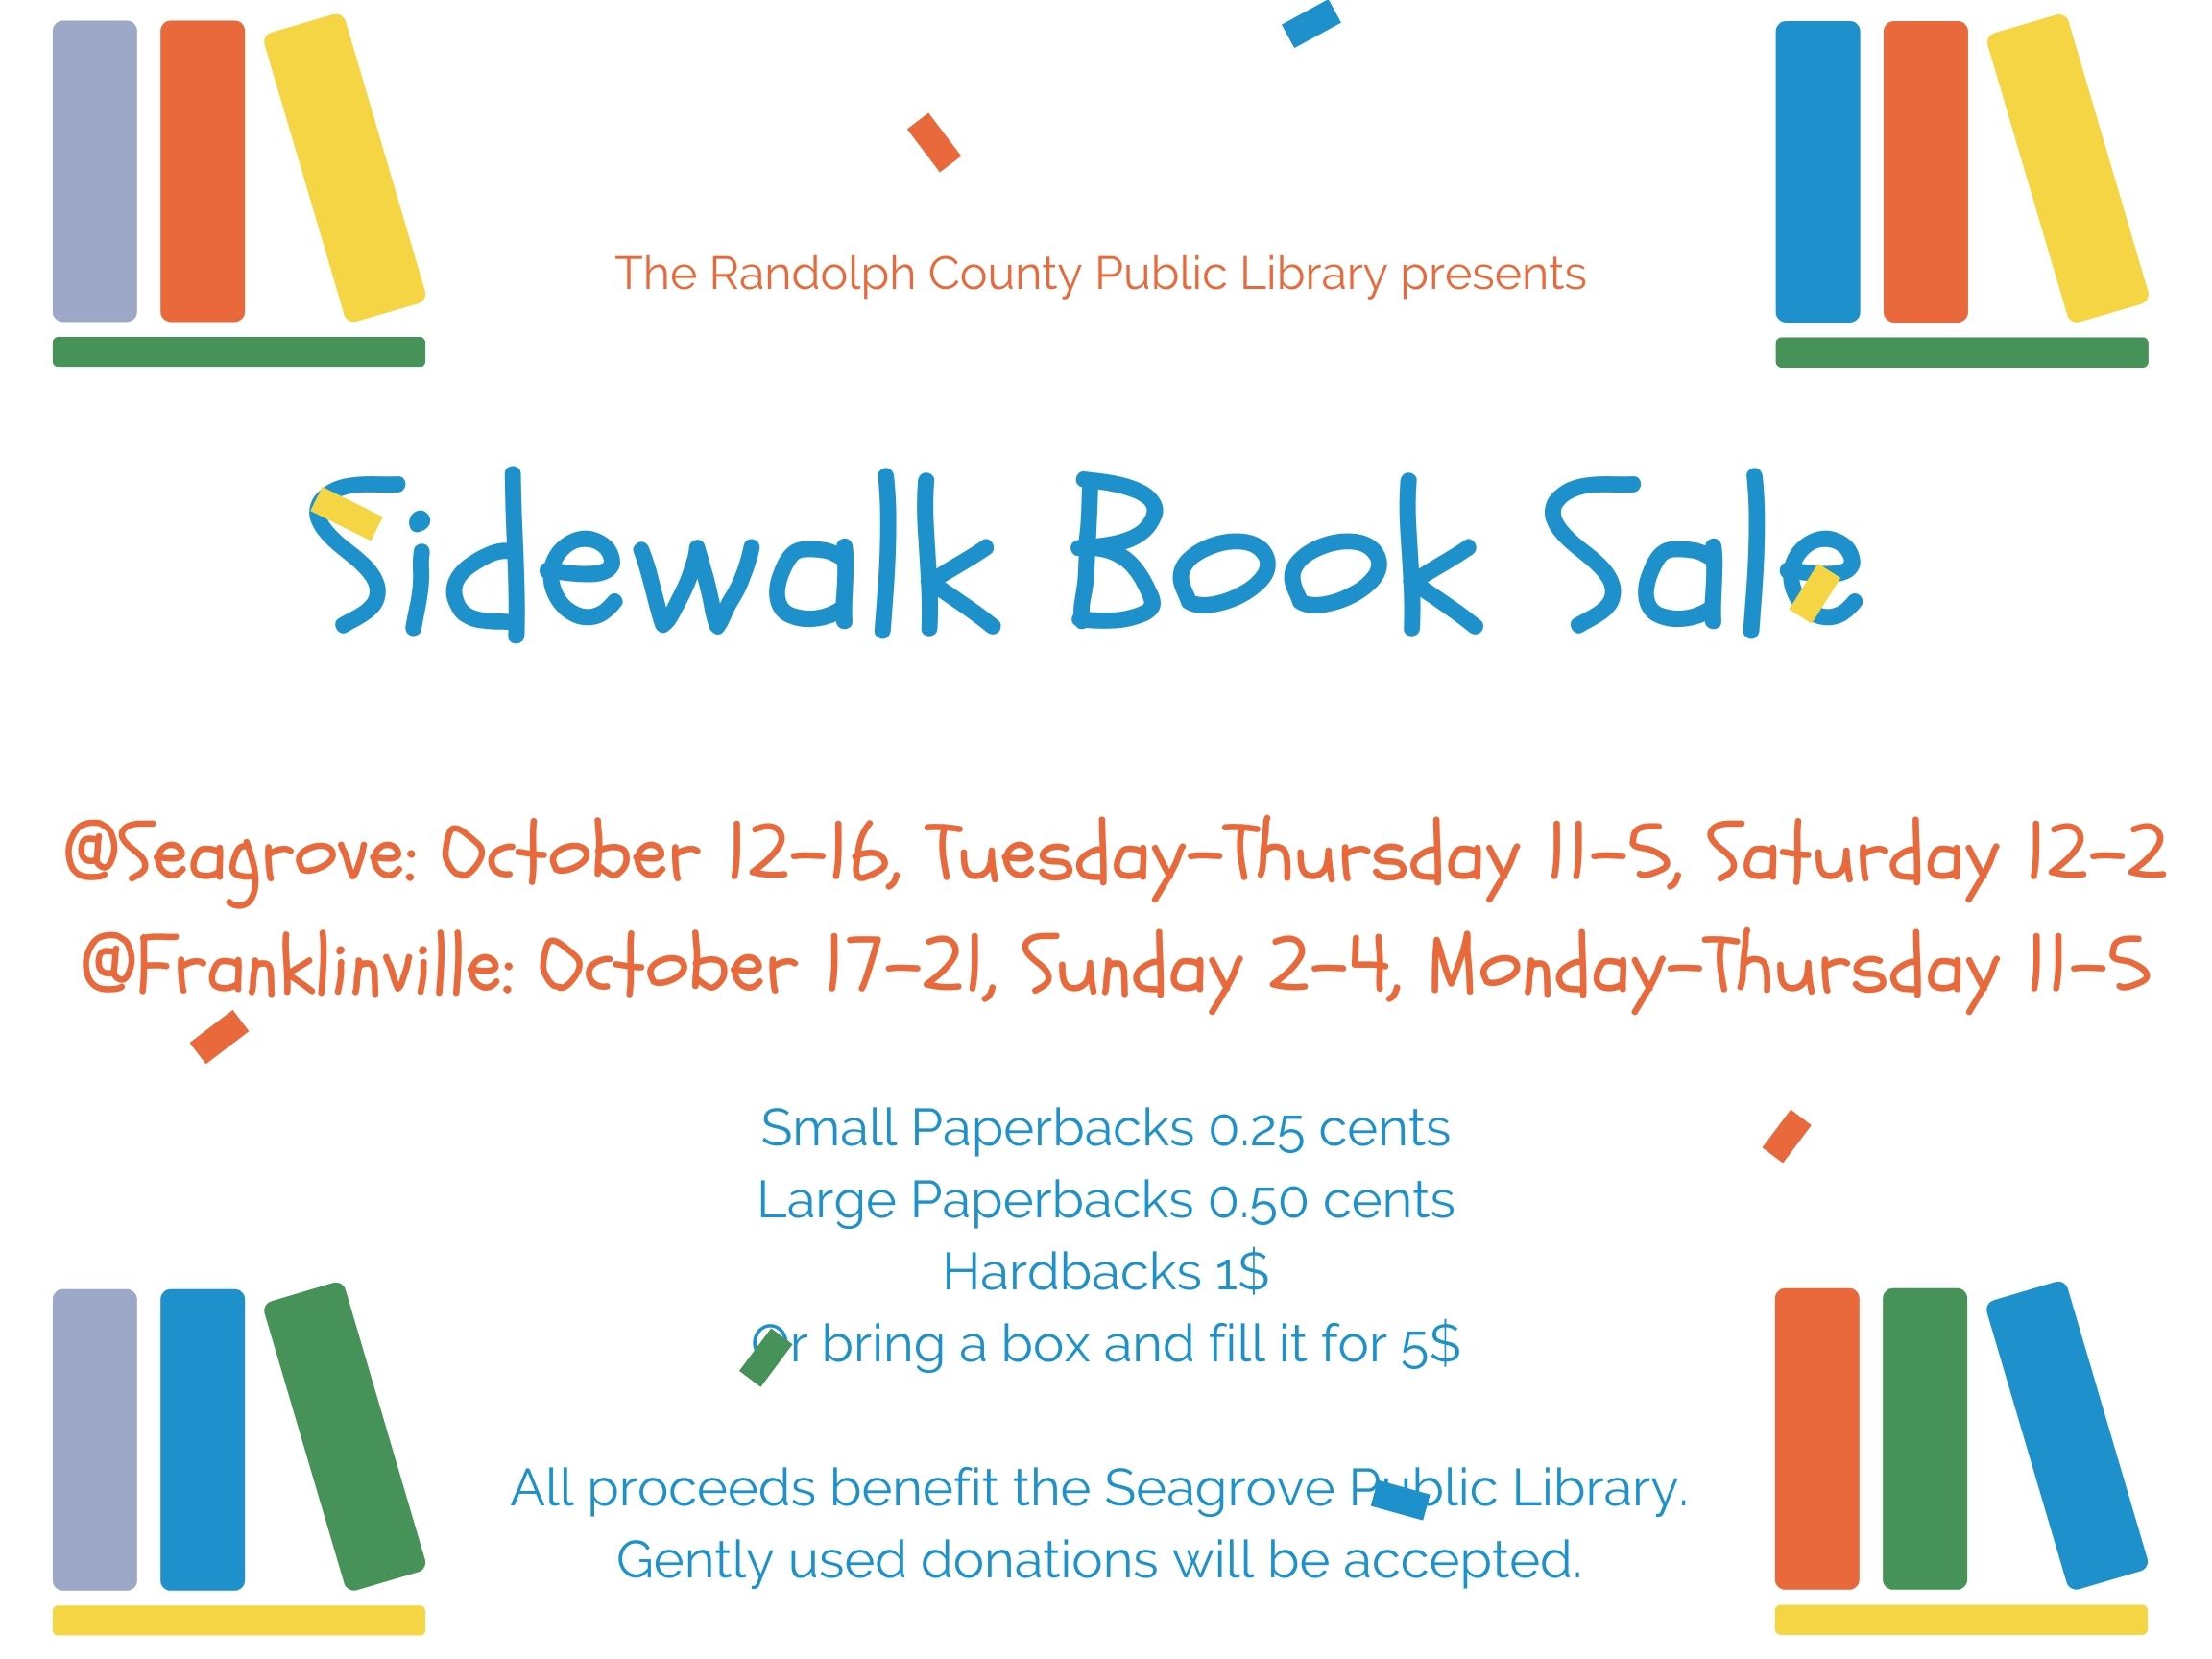 The Randolph County Public Library presents
Sidewalk Book Sale
@Seagrove: October 12-16, Tuesday-Thursday 11-5, Saturday 12-2
@Franklinville: October 17-21, Sunday 2-4, Monday-Thursday 11-5
Small Paperbacks 0.25 cents
Large Paperbacks 0.50 cents
Hardbacks 1$
Or bring a box and fill it for 5$
All proceeds benefit the Seagrove Public Library.
Gently used donations will be accepted.